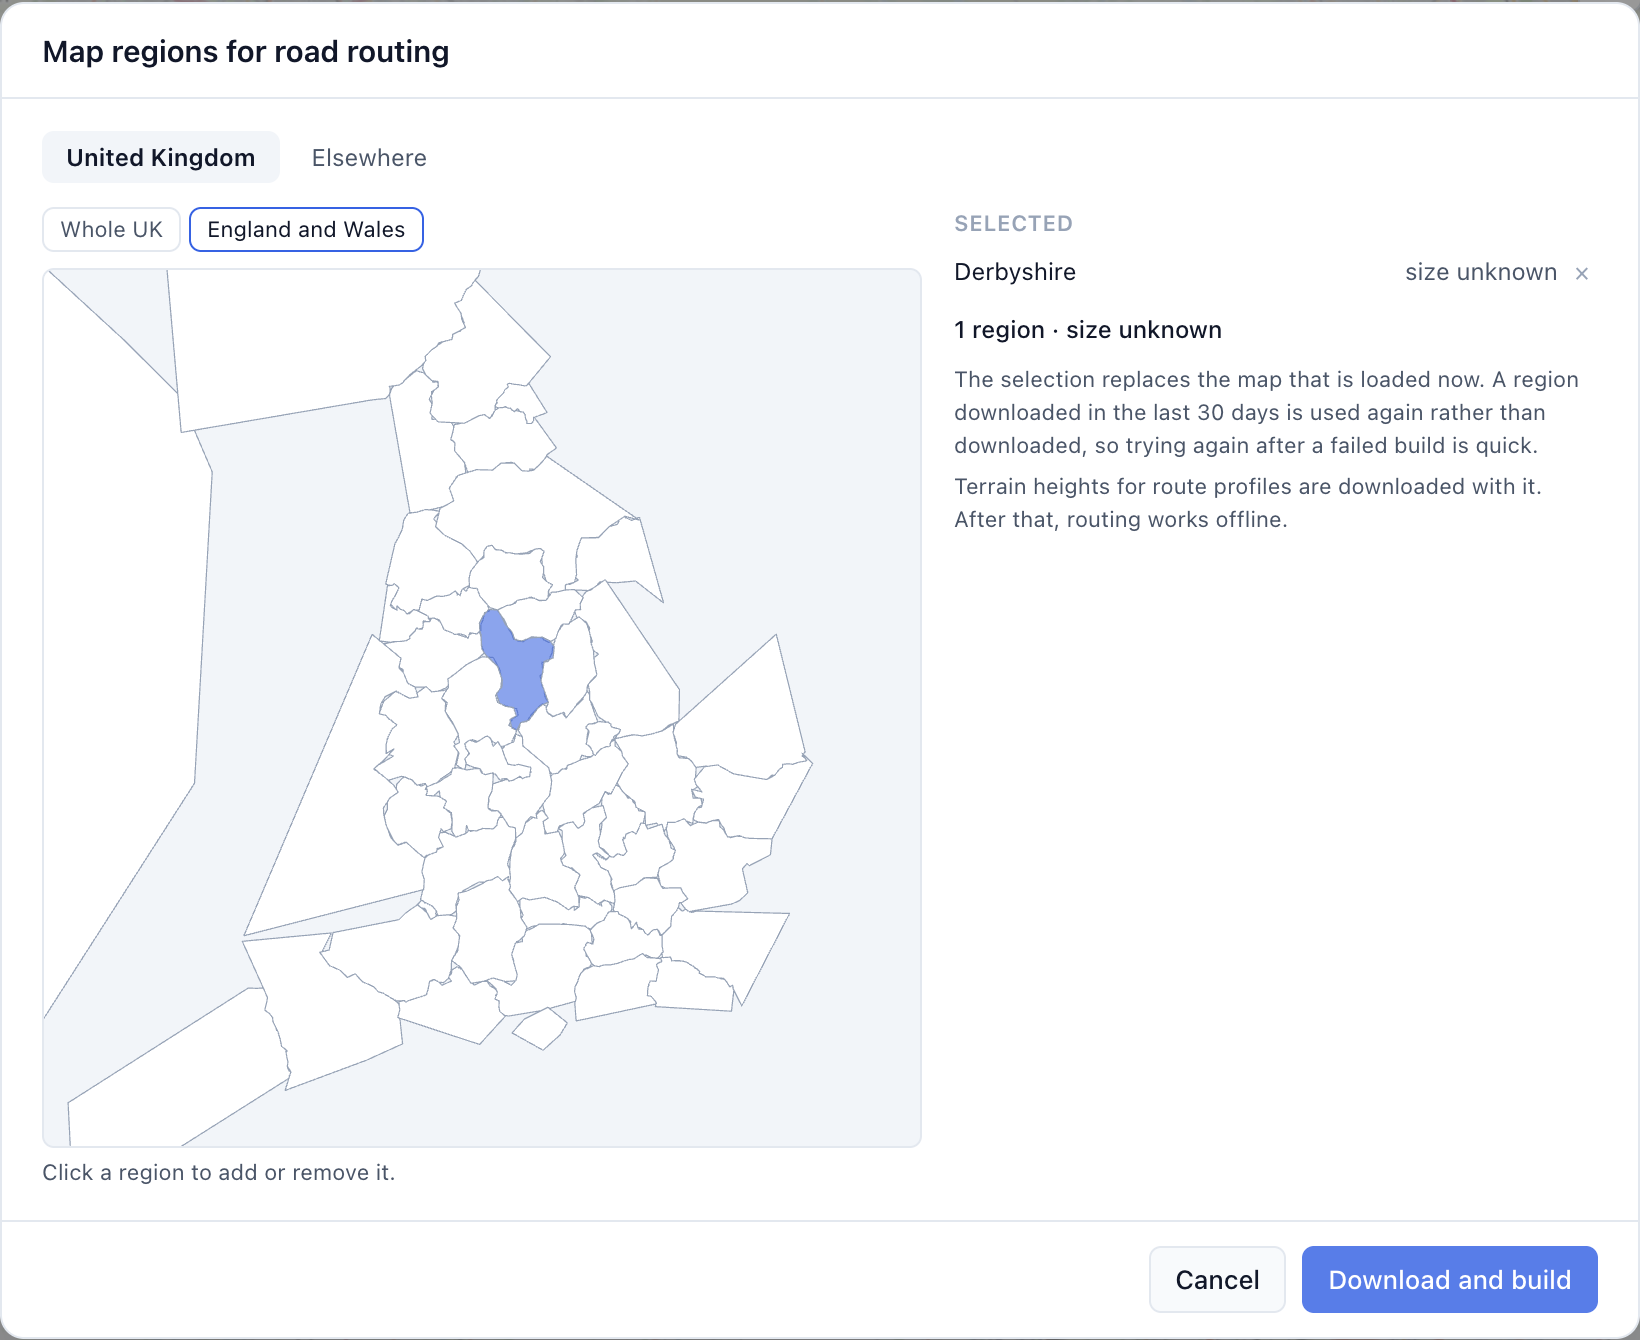 Map regions for road routing
United Kingdom
Elsewhere
Whole UK
England and Wales
SELECTED
Derbyshire
size unknown ×
1 region · size unknown
The selection replaces the map that is loaded now. A region
downloaded in the last 30 days is used again rather than
downloaded, so trying again after a failed build is quick.
Terrain heights for route profiles are downloaded with it.
After that, routing works offline.
Click a region to add or remove it.
Cancel
Download and build